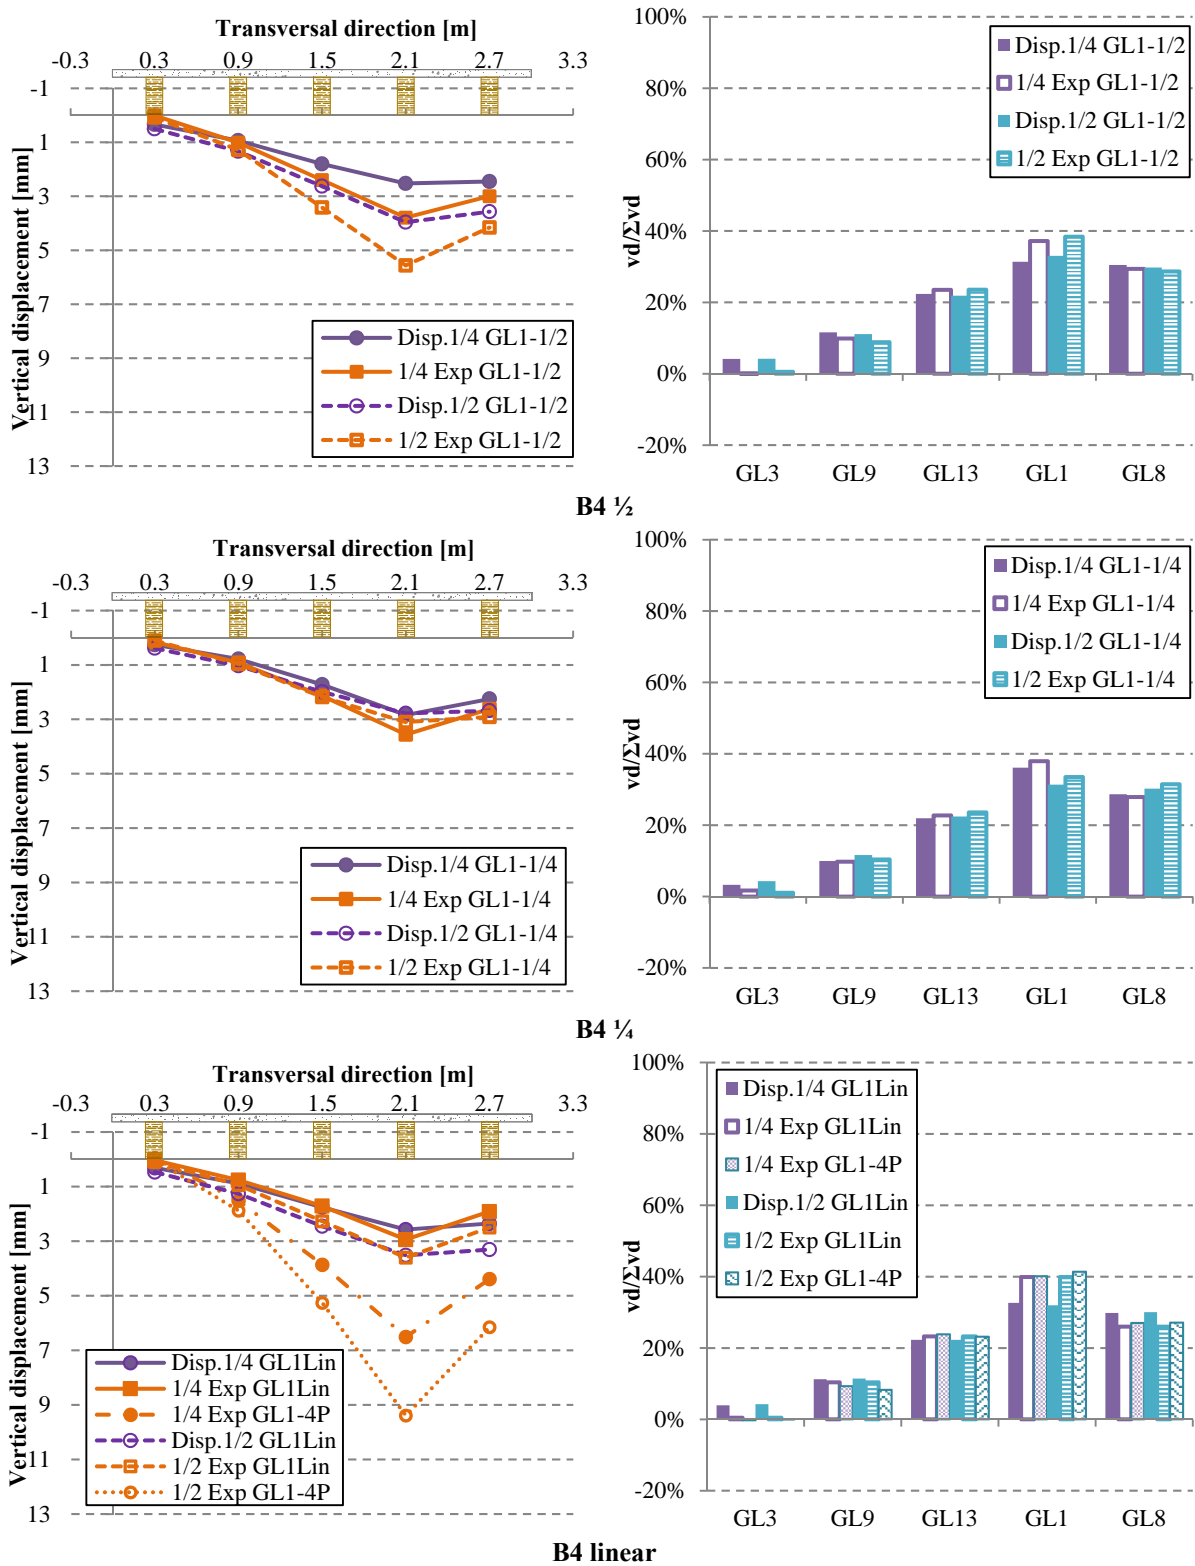 Transversal direction [m]
-0.3 0.3 0.9 1.5 2.1 2.7 3.3
Vertical displacement [mm]
-1
1
3
5
7
9
11
13
Disp.1/4 GL1-1/2
1/4 Exp GL1-1/2
Disp.1/2 GL1-1/2
1/2 Exp GL1-1/2
vd/Σvd
100%
80%
60%
40%
20%
0%
-20%
Disp.1/4 GL1-1/2
1/4 Exp GL1-1/2
Disp.1/2 GL1-1/2
1/2 Exp GL1-1/2
GL3 GL9 GL13 GL1 GL8
B4 ½
Transversal direction [m]
-0.3 0.3 0.9 1.5 2.1 2.7 3.3
Vertical displacement [mm]
-1
1
3
5
7
9
11
13
Disp.1/4 GL1-1/4
1/4 Exp GL1-1/4
Disp.1/2 GL1-1/4
1/2 Exp GL1-1/4
vd/Σvd
100%
80%
60%
40%
20%
0%
-20%
Disp.1/4 GL1-1/4
1/4 Exp GL1-1/4
Disp.1/2 GL1-1/4
1/2 Exp GL1-1/4
GL3 GL9 GL13 GL1 GL8
B4 ¼
Transversal direction [m]
-0.3 0.3 0.9 1.5 2.1 2.7 3.3
Vertical displacement [mm]
-1
1
3
5
7
9
11
13
Disp.1/4 GL1Lin
1/4 Exp GL1Lin
1/4 Exp GL1-4P
Disp.1/2 GL1Lin
1/2 Exp GL1Lin
1/2 Exp GL1-4P
vd/Σvd
100%
80%
60%
40%
20%
0%
-20%
Disp.1/4 GL1Lin
1/4 Exp GL1Lin
1/4 Exp GL1-4P
Disp.1/2 GL1Lin
1/2 Exp GL1Lin
1/2 Exp GL1-4P
GL3 GL9 GL13 GL1 GL8
B4 linear